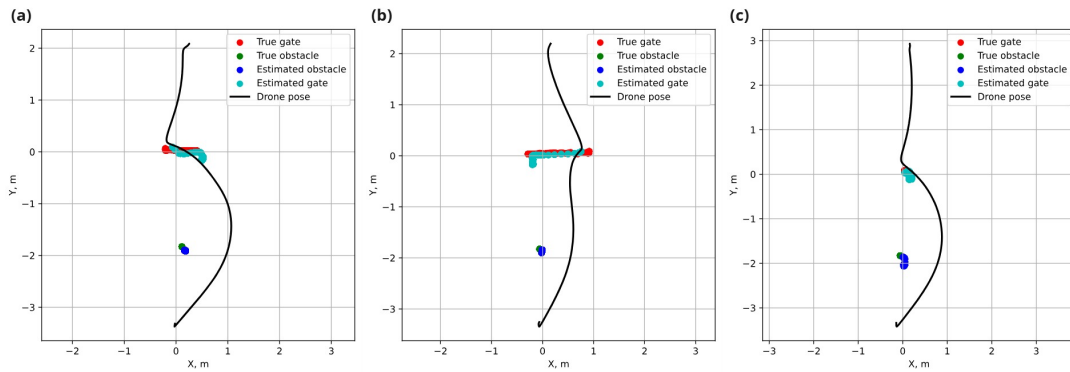 (a)
True gate
True obstacle
Estimated obstacle
Estimated gate
Drone pose
2
1
0
−1
−2
−3
Y, m
−2 −1 0 1 2 3
X, m
(b)
True gate
True obstacle
Estimated obstacle
Estimated gate
Drone pose
2
1
0
−1
−2
−3
Y, m
−2 −1 0 1 2 3
X, m
(c)
True gate
True obstacle
Estimated obstacle
Estimated gate
Drone pose
3
2
1
0
−1
−2
−3
Y, m
−3 −2 −1 0 1 2 3
X, m